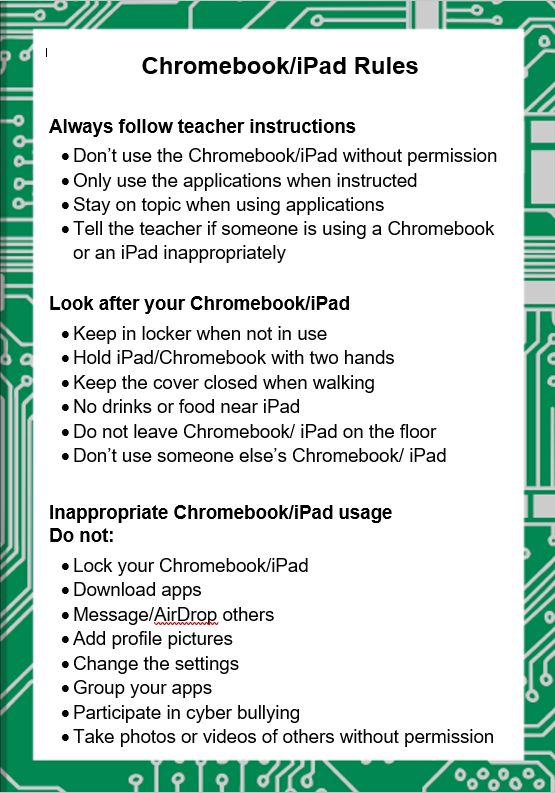 Chromebook/iPad Rules
Always follow teacher instructions
• Don’t use the Chromebook/iPad without permission
• Only use the applications when instructed
• Stay on topic when using applications
• Tell the teacher if someone is using a Chromebook
or an iPad inappropriately
Look after your Chromebook/iPad
• Keep in locker when not in use
• Hold iPad/Chromebook with two hands
• Keep the cover closed when walking
• No drinks or food near iPad
• Do not leave Chromebook/ iPad on the floor
• Don’t use someone else’s Chromebook/ iPad
Inappropriate Chromebook/iPad usage
Do not:
• Lock your Chromebook/iPad
• Download apps
• Message/AirDrop others
• Add profile pictures
• Change the settings
• Group your apps
• Participate in cyber bullying
• Take photos or videos of others without permission